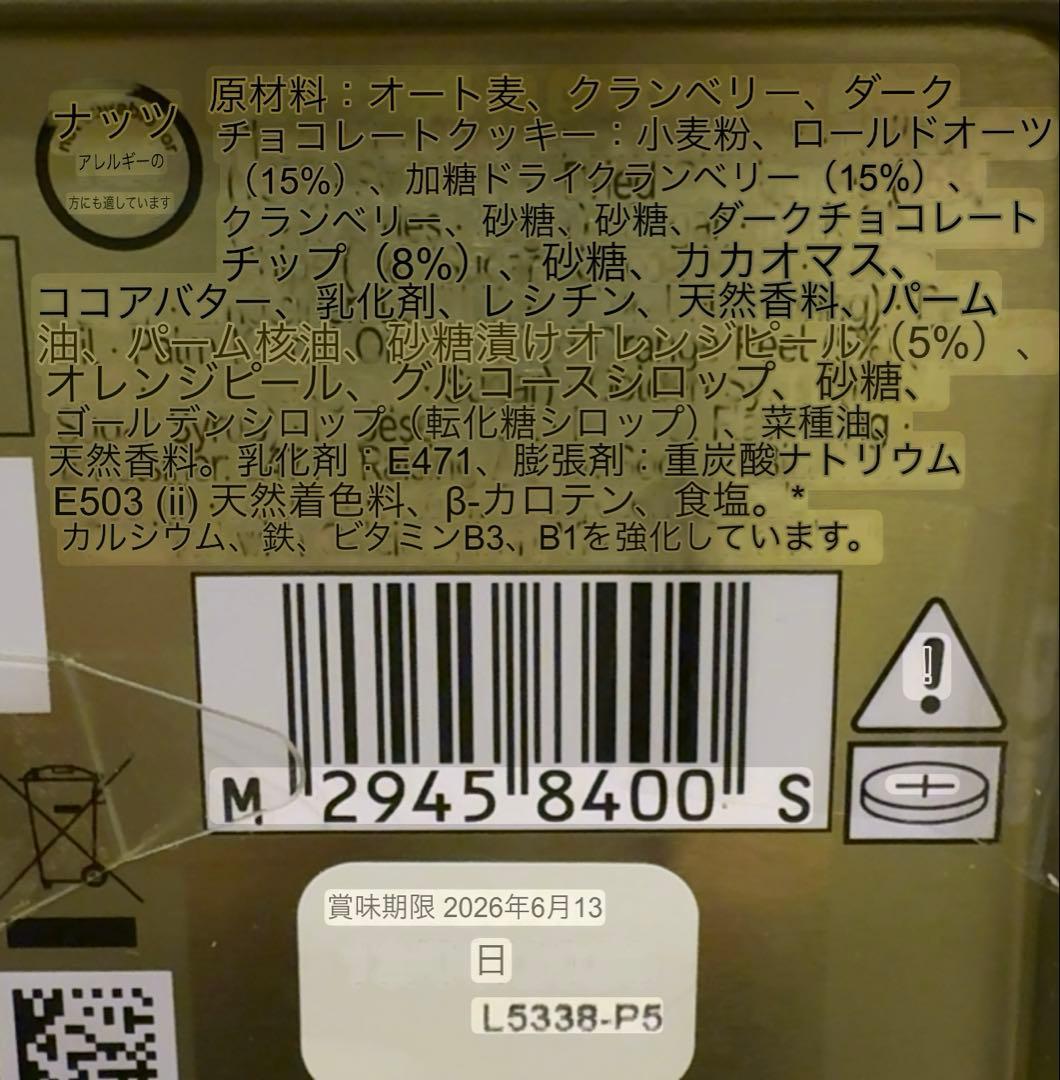 ナッツ
アレルギーの
方にも適しています
原材料：オート麦、クランベリー、ダーク
チョコレートクッキー：小麦粉、ロールドオーツ
（15%）、加糖ドライクランベリー（15%）、
クランベリー、砂糖、砂糖、ダークチョコレート
チップ（8%）、砂糖、カカオマス、
ココアバター、乳化剤、レシチン、天然香料、パーム
油、パーム核油、砂糖漬けオレンジピール（5%）、
オレンジピール、グルコースシロップ、砂糖、
ゴールデンシロップ（転化糖シロップ）、菜種油、
天然香料。乳化剤：E471、膨張剤：重炭酸ナトリウム
E503 (ii) 天然着色料、β-カロテン、食塩。*
カルシウム、鉄、ビタミンB3、B1を強化しています。
M 2945 8400 S
賞味期限 2026年6月13
日
L5338-P5